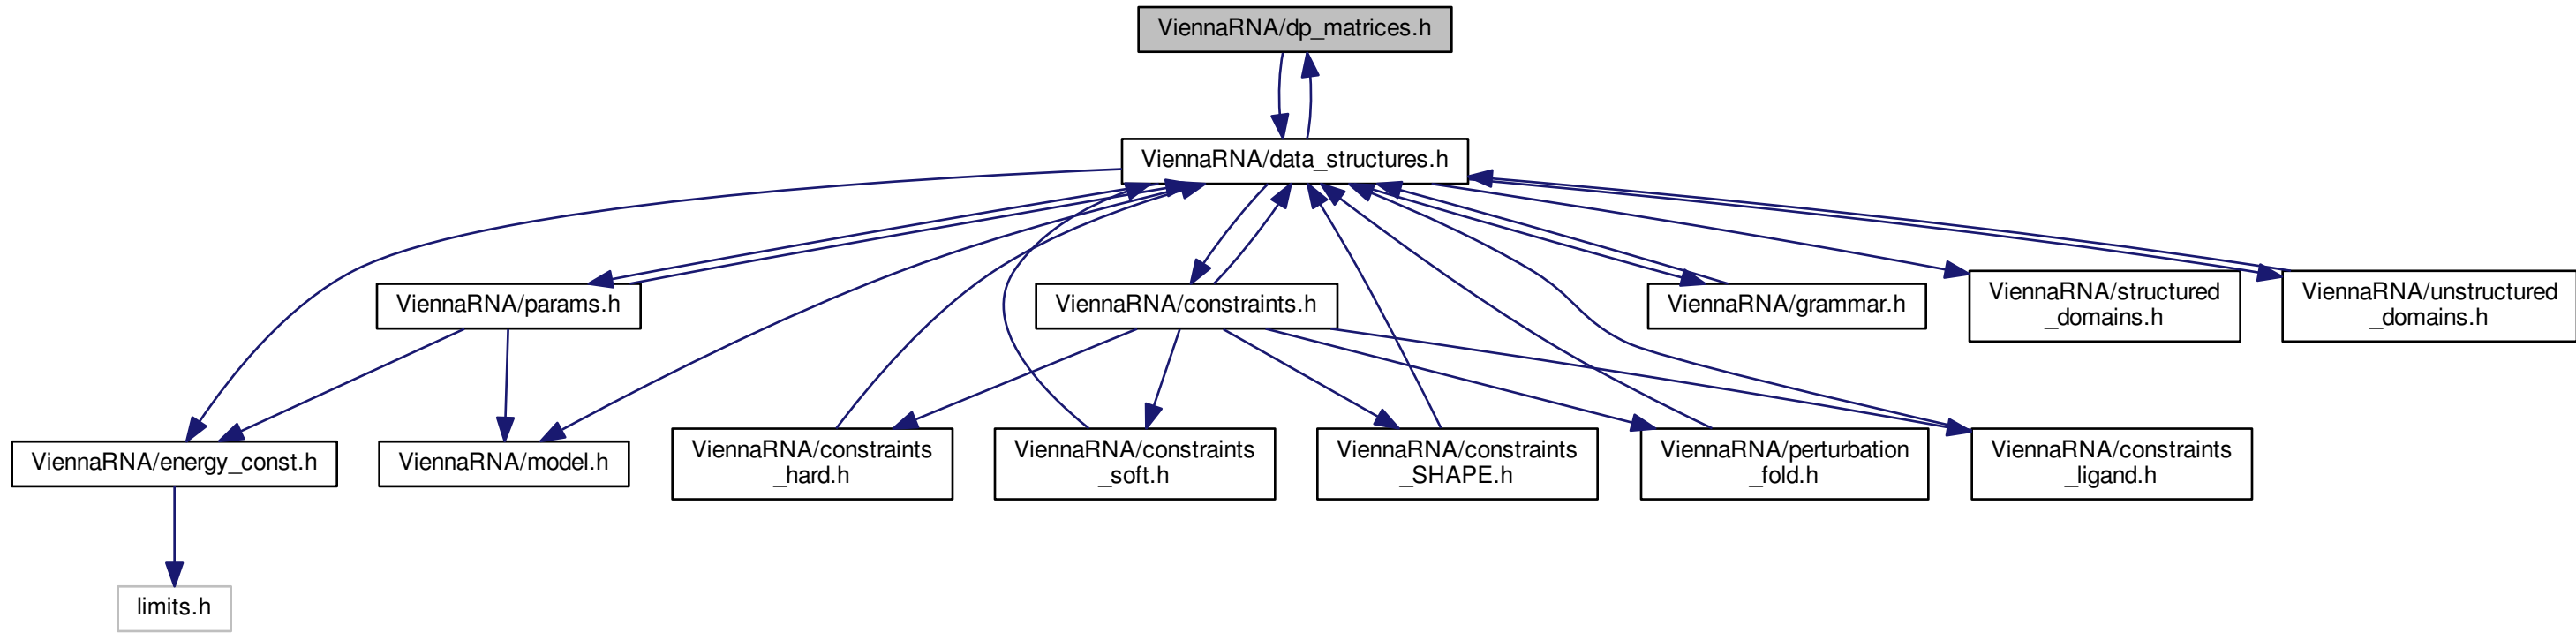 ViennaRNA/dp_matrices.h
ViennaRNA/data_structures.h
ViennaRNA/params.h
ViennaRNA/constraints.h
ViennaRNA/grammar.h
ViennaRNA/structured
_domains.h
ViennaRNA/unstructured
_domains.h
ViennaRNA/energy_const.h
ViennaRNA/model.h
ViennaRNA/constraints
_hard.h
ViennaRNA/constraints
_soft.h
ViennaRNA/constraints
_SHAPE.h
ViennaRNA/perturbation
_fold.h
ViennaRNA/constraints
_ligand.h
limits.h